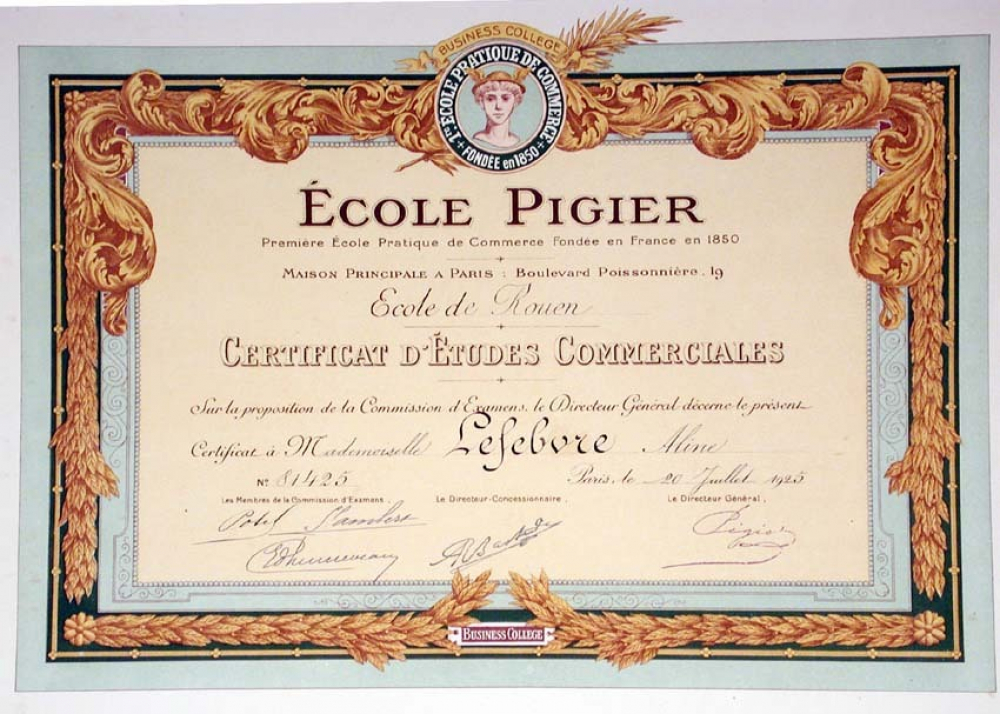 BUSINESS COLLEGE
1re ÉCOLE PRATIQUE DE COMMERCE
FONDÉE en 1850
ÉCOLE PIGIER
Première École Pratique de Commerce Fondée en France en 1850
MAISON PRINCIPALE A PARIS : Boulevard Poissonnière. 19
Ecole de Rouen
CERTIFICAT D'ÉTUDES COMMERCIALES
Sur la proposition de la Commission d'Examens, le Directeur Général décerne le présent
Certificat à Mademoiselle Lefebvre Aline
No 81425 Paris, le 20 Juillet 1925
Les Membres de la Commission d'Examens, Le Directeur-Concessionnaire, Le Directeur Général,
Pigier
BUSINESS COLLEGE